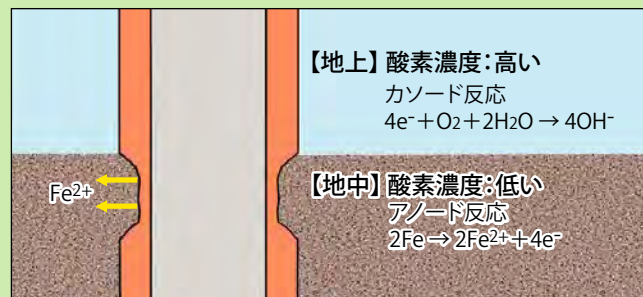 【地上】酸素濃度：高い
カソード反応
4e⁻＋O₂＋2H₂O → 4OH⁻
Fe²⁺
【地中】酸素濃度：低い
アノード反応
2Fe → 2Fe²⁺＋4e⁻